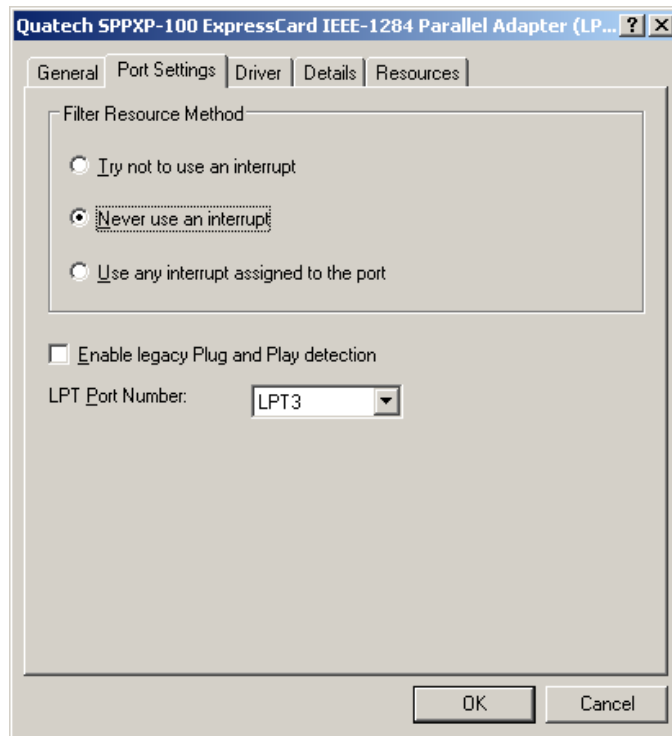 Quatech SPPXP-100 ExpressCard IEEE-1284 Parallel Adapter (LP... ? X
General Port Settings Driver Details Resources
Filter Resource Method
Try not to use an interrupt
Never use an interrupt
Use any interrupt assigned to the port
Enable legacy Plug and Play detection
LPT Port Number: LPT3
OK Cancel